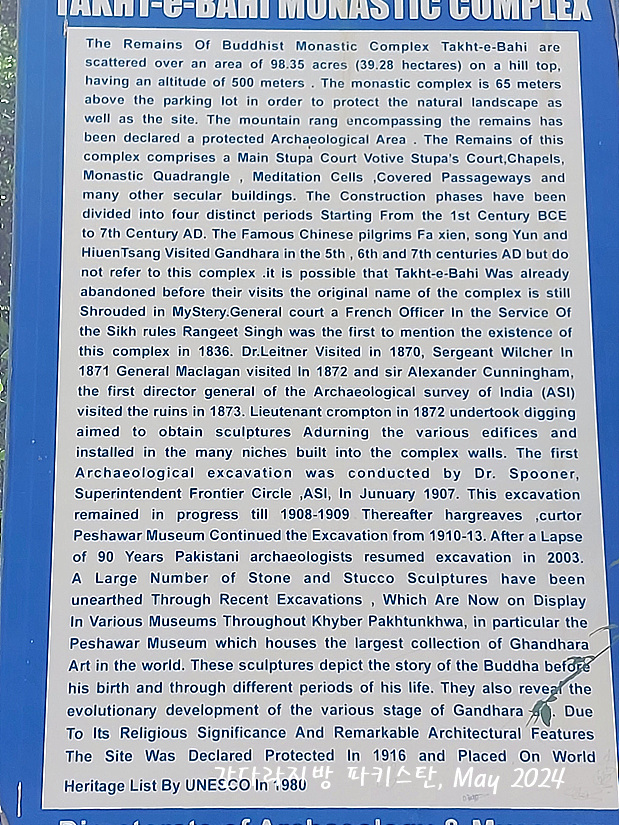 TAKHT-e-BAHI MONASTIC COMPLEX
The Remains Of Buddhist Monastic Complex Takht-e-Bahi are
scattered over an area of 98.35 acres (39.28 hectares) on a hill top,
having an altitude of 500 meters . The monastic complex is 65 meters
above the parking lot in order to protect the natural landscape as
well as the site. The mountain rang encompassing the remains has
been declared a protected Archaeological Area . The Remains of this
complex comprises a Main Stupa Court Votive Stupa's Court,Chapels,
Monastic Quadrangle , Meditation Cells ,Covered Passageways and
many other secular buildings. The Construction phases have been
divided into four distinct periods Starting From the 1st Century BCE
to 7th Century AD. The Famous Chinese pilgrims Fa xien, song Yun and
HiuenTsang Visited Gandhara in the 5th , 6th and 7th centuries AD but do
not refer to this complex .it is possible that Takht-e-Bahi Was already
abandoned before their visits the original name of the complex is still
Shrouded in MyStery.General court a French Officer In the Service Of
the Sikh rules Rangeet Singh was the first to mention the existence of
this complex in 1836. Dr.Leitner Visited in 1870, Sergeant Wilcher In
1871 General Maclagan visited In 1872 and sir Alexander Cunningham,
the first director general of the Archaeological survey of India (ASI)
visited the ruins in 1873. Lieutenant crompton in 1872 undertook digging
aimed to obtain sculptures Adurning the various edifices and
installed in the many niches built into the complex walls. The first
Archaeological excavation was conducted by Dr. Spooner,
Superintendent Frontier Circle ,ASI, In Junuary 1907. This excavation
remained in progress till 1908-1909 Thereafter hargreaves ,curtor
Peshawar Museum Continued the Excavation from 1910-13. After a Lapse
of 90 Years Pakistani archaeologists resumed excavation in 2003.
A Large Number of Stone and Stucco Sculptures have been
unearthed Through Recent Excavations , Which Are Now on Display
In Various Museums Throughout Khyber Pakhtunkhwa, in particular the
Peshawar Museum which houses the largest collection of Ghandhara
Art in the world. These sculptures depict the story of the Buddha before
his birth and through different periods of his life. They also reveal the
evolutionary development of the various stage of Gandhara . Due
To Its Religious Significance And Remarkable Architectural Features
The Site Was Declared Protected In 1916 and Placed On World
Heritage List By UNESCO In 1980
간다라지방 파키스탄, May 2024